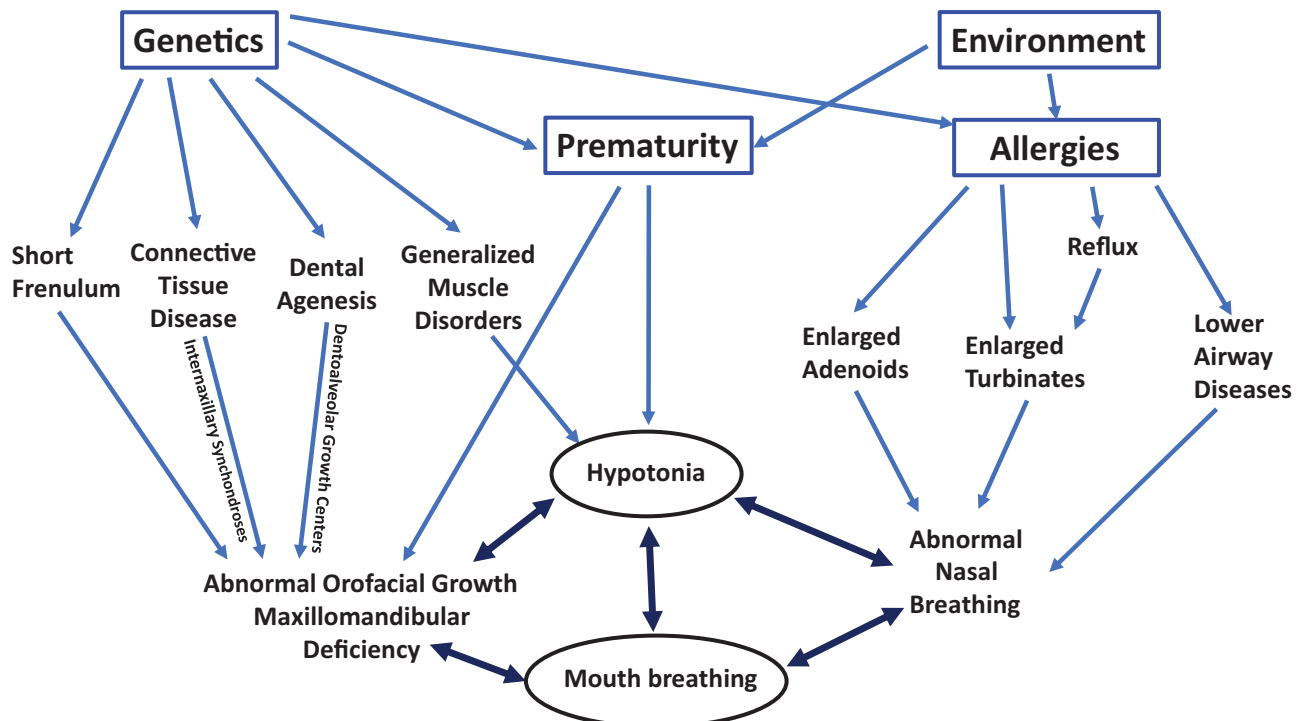 Genetics
Environment
Prematurity
Allergies
Short
Frenulum
Connective
Tissue
Disease
Dental
Agenesis
Generalized
Muscle
Disorders
Reflux
Enlarged
Adenoids
Enlarged
Turbinates
Lower
Airway
Diseases
Internaxillary Synchondroses
Dentoalveolar Growth Centers
Hypotonia
Abnormal Orofacial Growth
Maxillomandibular
Deficiency
Abnormal
Nasal
Breathing
Mouth breathing